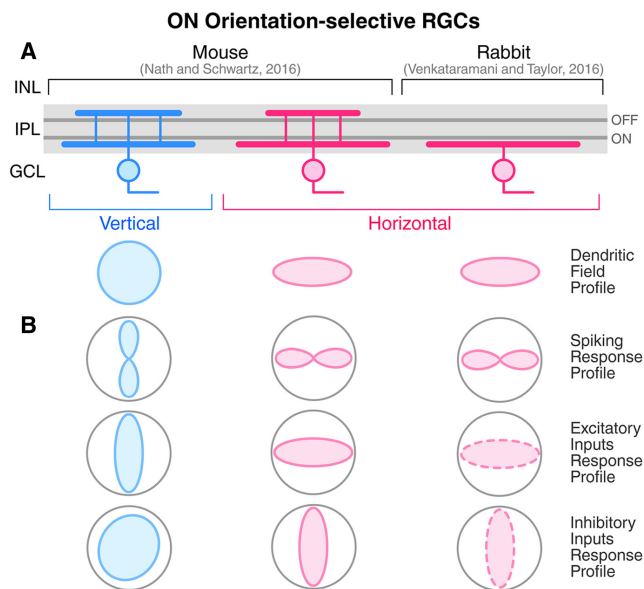 ON Orientation-selective RGCs
A
Mouse
(Nath and Schwartz, 2016)
Rabbit
(Venkataramani and Taylor, 2016)
INL
IPL
OFF
ON
GCL
Vertical
Horizontal
Dendritic
Field
Profile
B
Spiking
Response
Profile
Excitatory
Inputs
Response
Profile
Inhibitory
Inputs
Response
Profile